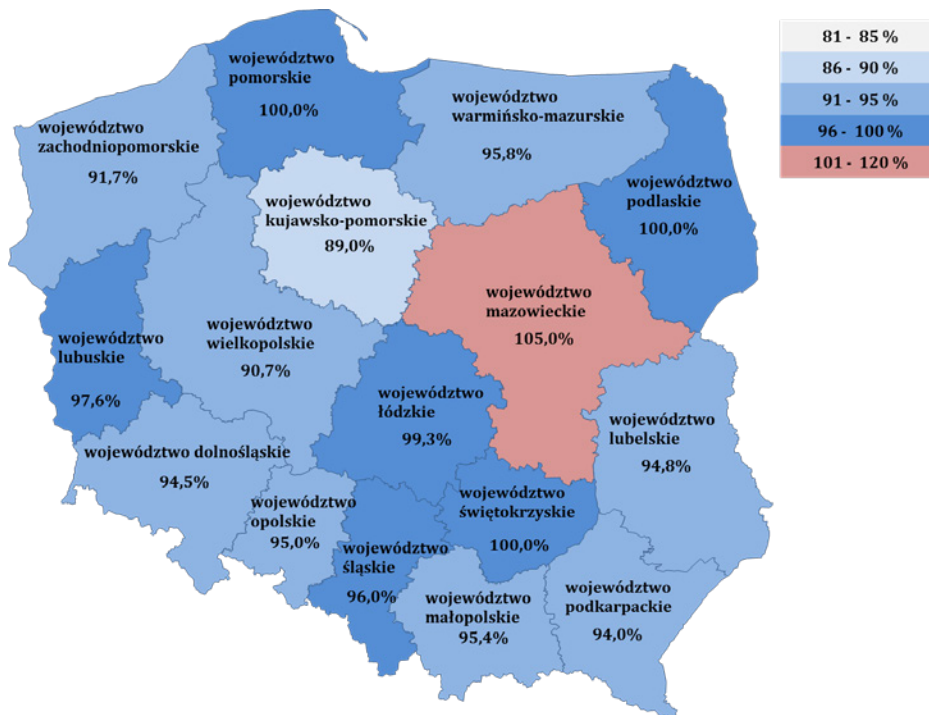 81 - 85 %
86 - 90 %
91 - 95 %
96 - 100 %
101 - 120 %
województwo
pomorskie
100,0%
województwo
warmińsko-mazurskie
95,8%
województwo
zachodniopomorskie
91,7%
województwo
podlaskie
100,0%
województwo
kujawsko-pomorskie
89,0%
województwo
mazowieckie
105,0%
województwo
wielkopolskie
90,7%
województwo
lubuskie
97,6%
województwo
łódzkie
99,3%
województwo
lubelskie
94,8%
województwo dolnośląskie
94,5%
województwo
opolskie
95,0%
województwo
świętokrzyskie
100,0%
województwo
śląskie
96,0%
województwo
małopolskie
95,4%
województwo
podkarpackie
94,0%